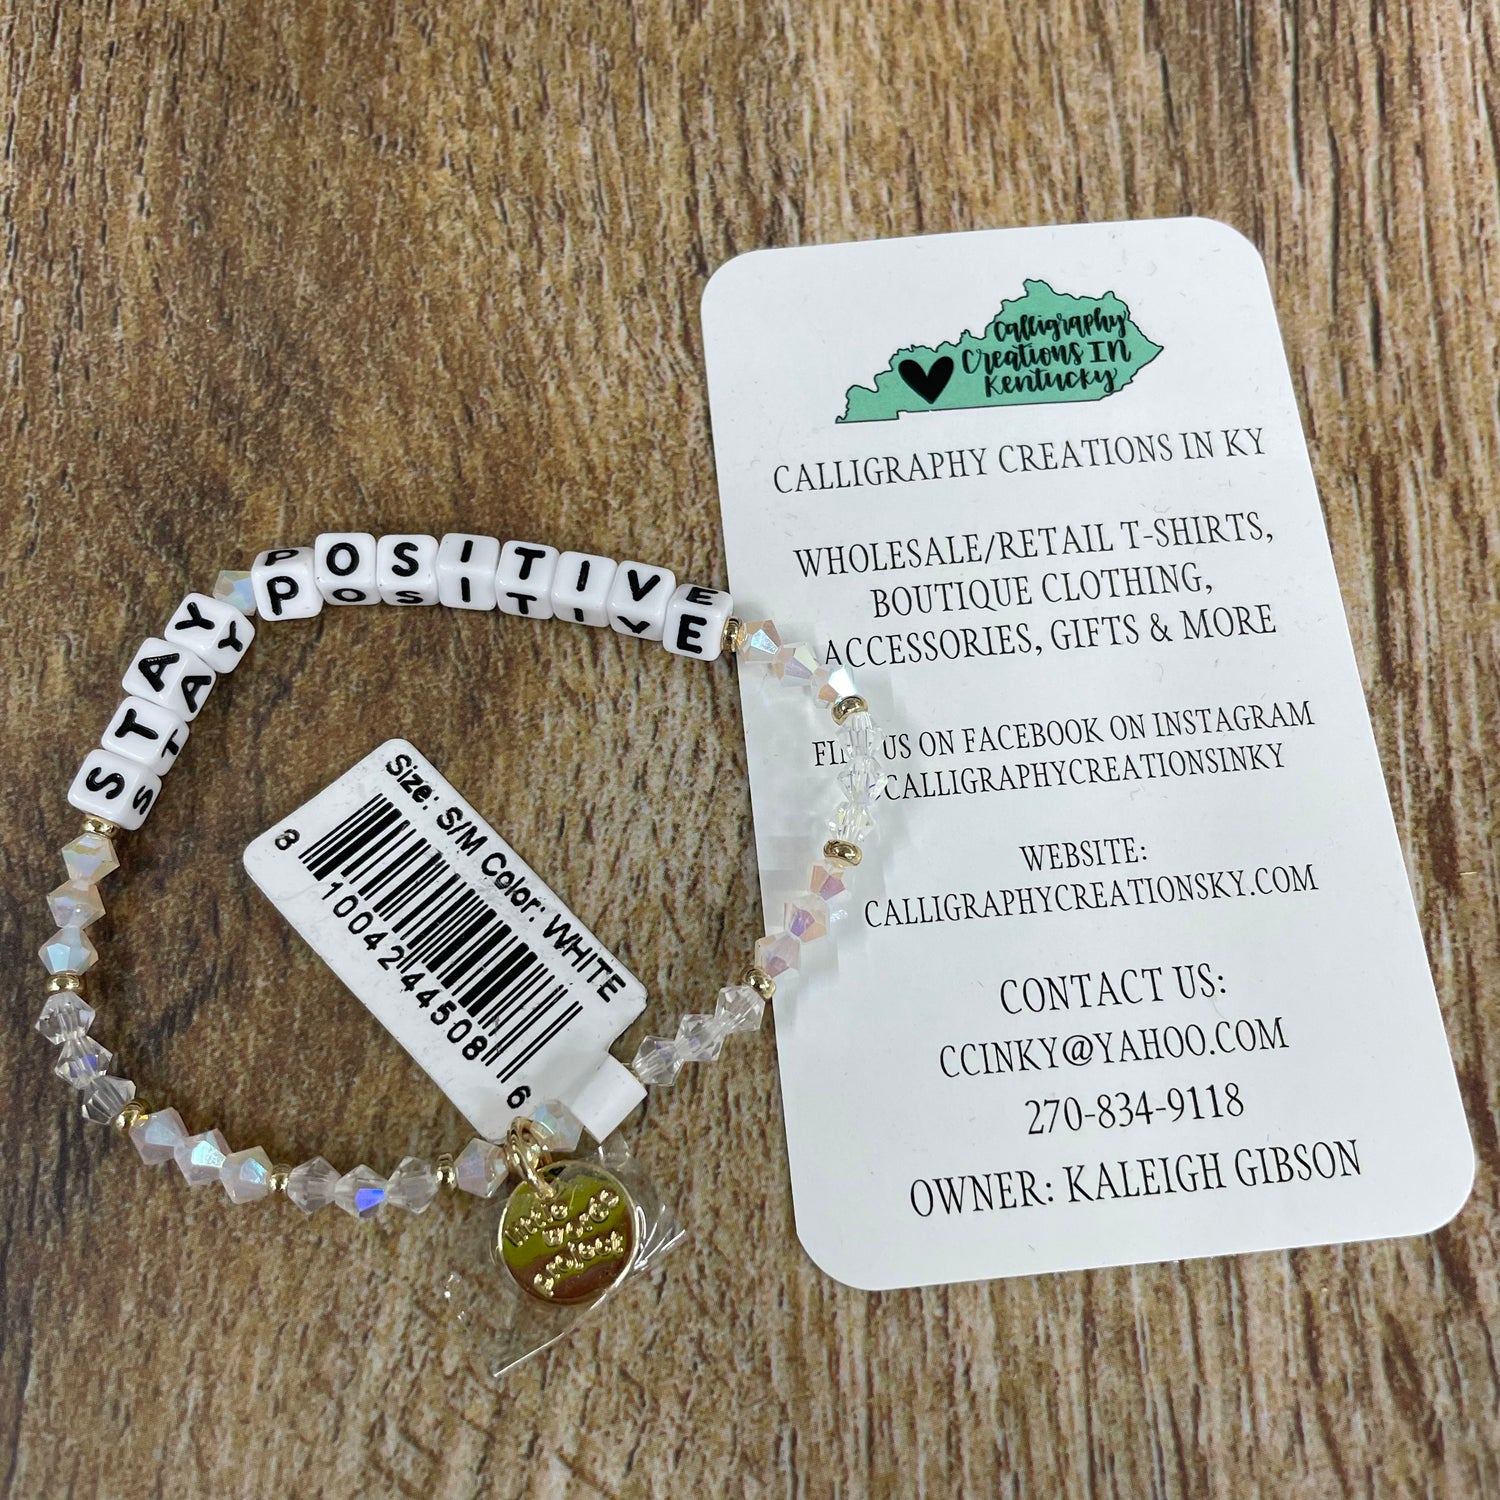 STAY POSITIVE
Size: S/M Color: WHITE
8 10042 44508 6
little
words
project
Calligraphy
Creations IN
Kentucky
CALLIGRAPHY CREATIONS IN KY
WHOLESALE/RETAIL T-SHIRTS,
BOUTIQUE CLOTHING,
ACCESSORIES, GIFTS & MORE
FIND US ON FACEBOOK ON INSTAGRAM
@CALLIGRAPHYCREATIONSINKY
WEBSITE:
CALLIGRAPHYCREATIONSKY.COM
CONTACT US:
CCINKY@YAHOO.COM
270-834-9118
OWNER: KALEIGH GIBSON